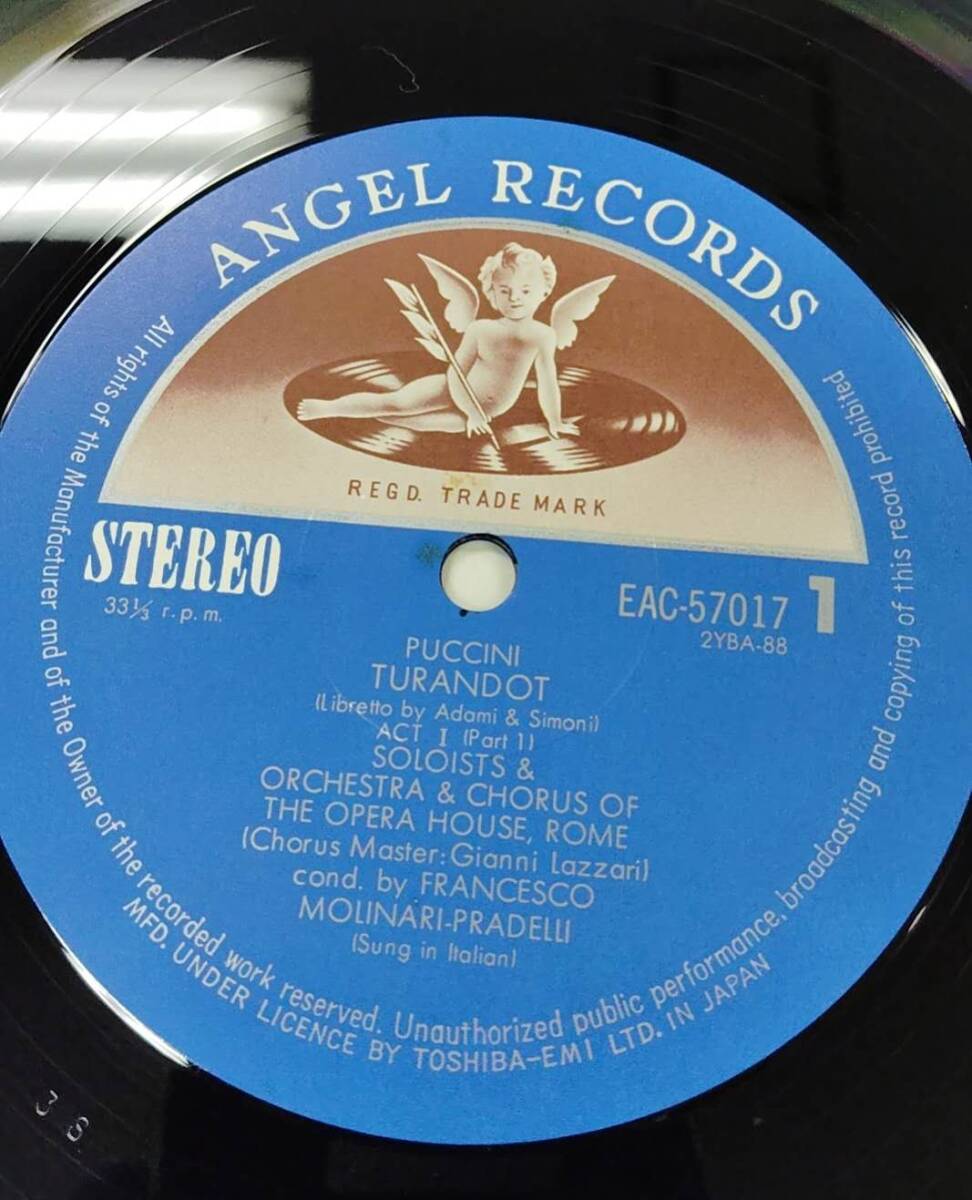 ANGEL RECORDS
REGD. TRADE MARK
STEREO
33⅓ r.p.m.
EAC-57017 1
2YBA-88
PUCCINI
TURANDOT
(Libretto by Adami & Simoni)
ACT I (Part 1)
SOLOISTS &
ORCHESTRA & CHORUS OF
THE OPERA HOUSE, ROME
(Chorus Master: Gianni Lazzari)
cond. by FRANCESCO
MOLINARI-PRADELLI
(Sung in Italian)
All rights of the Manufacturer and of the Owner of the recorded work reserved. Unauthorized public performance, broadcasting and copying of this record prohibited
MFD. UNDER LICENCE BY TOSHIBA-EMI LTD. IN JAPAN
3 S